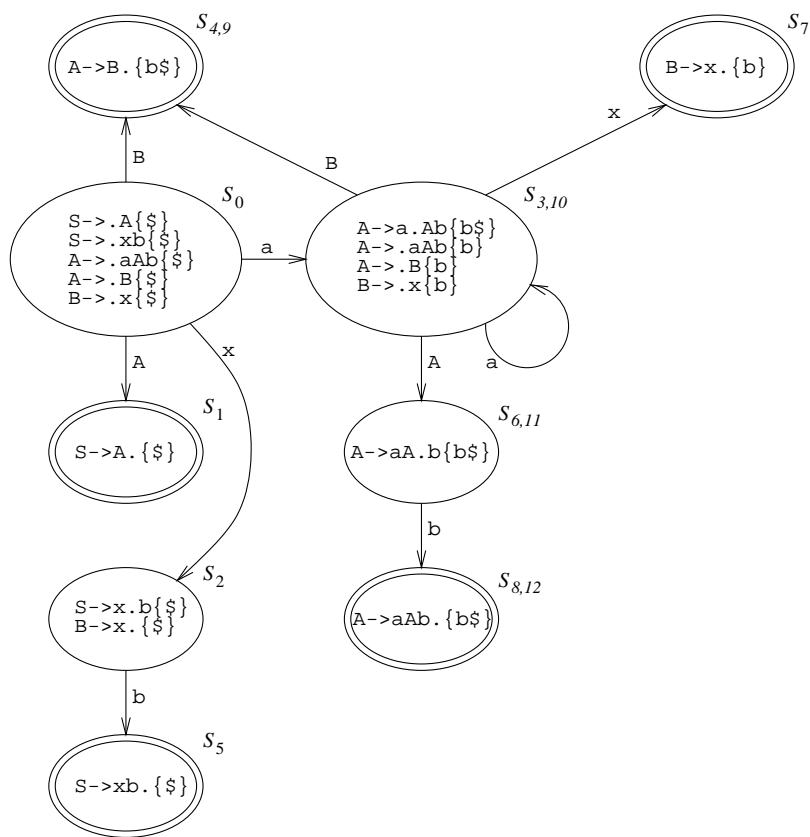 S4,9
S7
A->B.{b$}
B->x.{b}
x
B
B
S0
S3,10
S->.A{$}
S->.xb{$}
A->.aAb{$}
A->.B{$}
B->.x{$}
a
A->a.Ab{b$}
A->.aAb{b}
A->.B{b}
B->.x{b}
A
x
A
a
S1
S6,11
S->A.{$}
A->aA.b{b$}
b
S2
S8,12
S->x.b{$}
B->x.{$}
A->aAb.{b$}
b
S5
S->xb.{$}